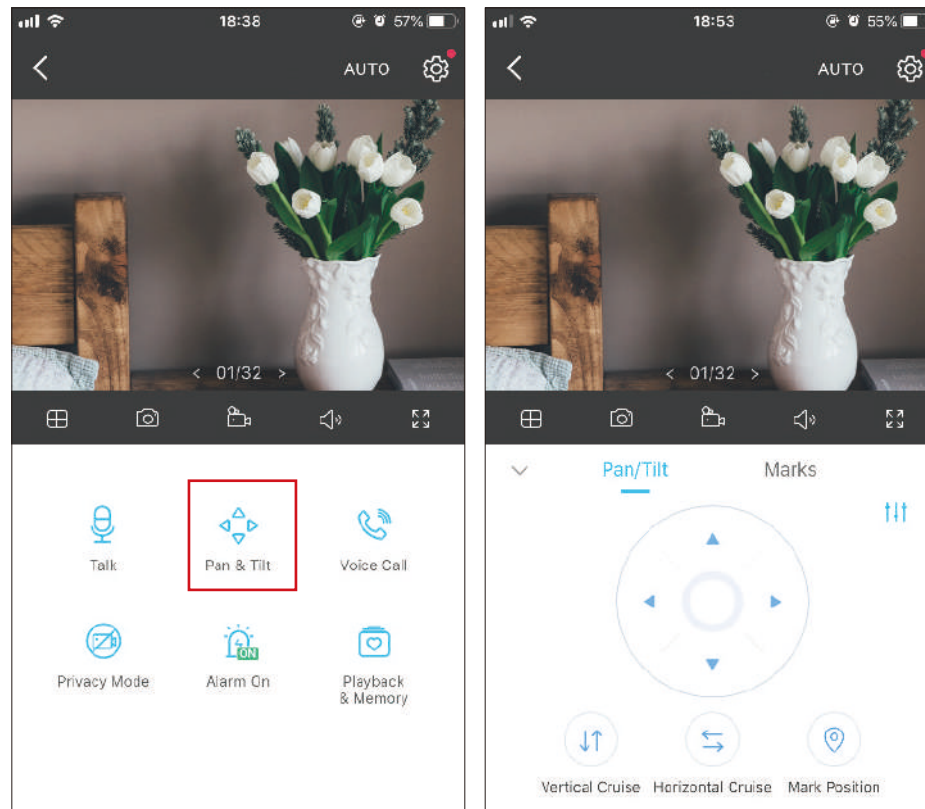 18:38
57%
AUTO
< 01/32 >
Talk
Pan & Tilt
Voice Call
Privacy Mode
ON
Alarm On
Playback
& Memory
18:53
55%
AUTO
< 01/32 >
Pan/Tilt
Marks
Vertical Cruise
Horizontal Cruise
Mark Position